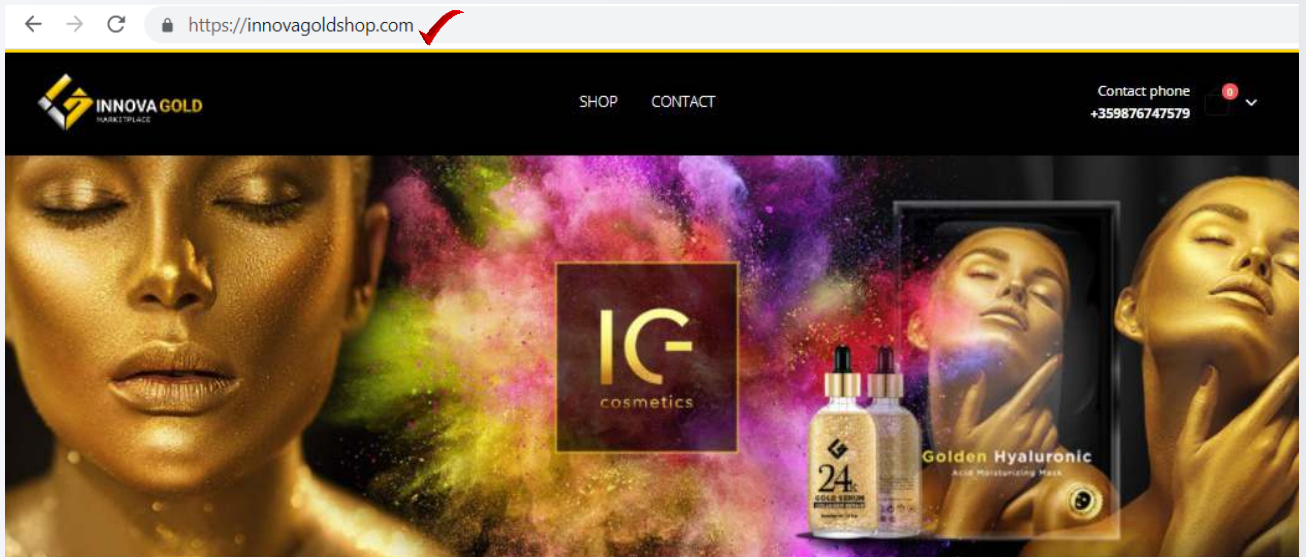 https://innovagoldshop.com
INNOVA GOLD
MARKETPLACE
SHOP
CONTACT
Contact phone
+359876747579
0
IG
cosmetics
24K
GOLD SERUM
Golden Hyaluronic
Acid Moisturizing Mask